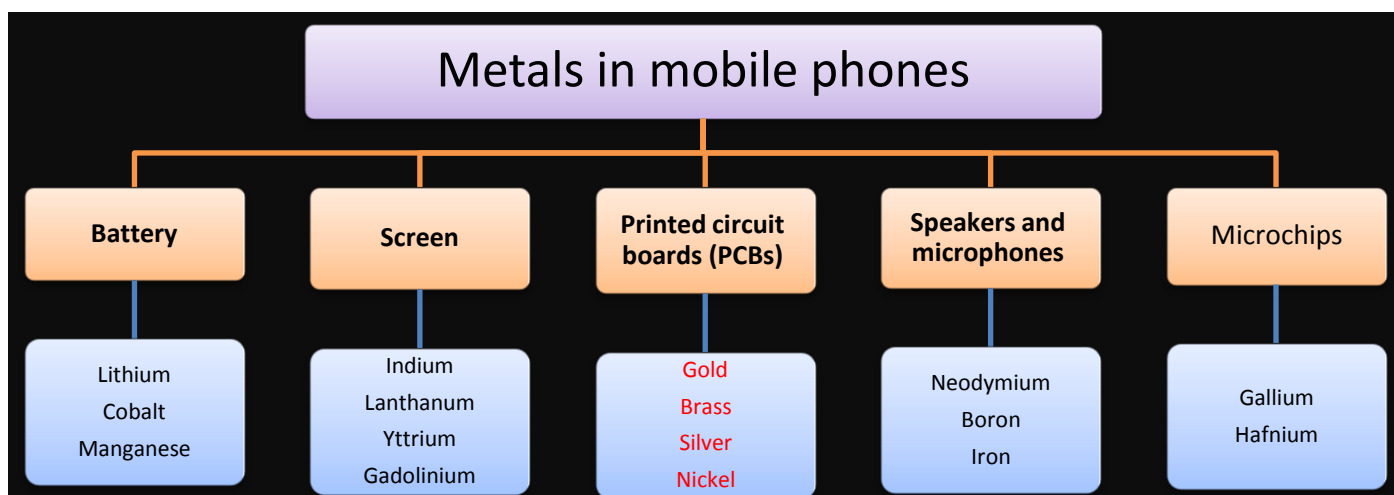 Metals in mobile phones
Battery
Screen
Printed circuit
boards (PCBs)
Speakers and
microphones
Microchips
Lithium
Cobalt
Manganese
Indium
Lanthanum
Yttrium
Gadolinium
Gold
Brass
Silver
Nickel
Neodymium
Boron
Iron
Gallium
Hafnium